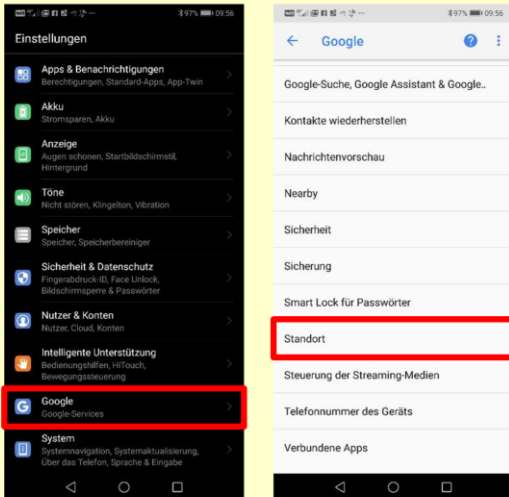 97% 09:56
Einstellungen
Apps & Benachrichtigungen
Berechtigungen, Standard-Apps, App-Twin
Akku
Stromsparen, Akku
Anzeige
Augen schonen, Startbildschirmstil,
Hintergrund
Töne
Nicht stören, Klingelton, Vibration
Speicher
Speicher, Speicherbereiniger
Sicherheit & Datenschutz
Fingerabdruck-ID, Face Unlock,
Bildschirmsperre & Passwörter
Nutzer & Konten
Nutzer, Cloud, Konten
Intelligente Unterstützung
Bedienungshilfen, HiTouch,
Bewegungssteuerung
Google
Google-Services
System
Systemnavigation, Systemaktualisierung,
Über das Telefon, Sprache & Eingabe
97% 09:56
Google
Google-Suche, Google Assistant & Google..
Kontakte wiederherstellen
Nachrichtenvorschau
Nearby
Sicherheit
Sicherung
Smart Lock für Passwörter
Standort
Steuerung der Streaming-Medien
Telefonnummer des Geräts
Verbundene Apps